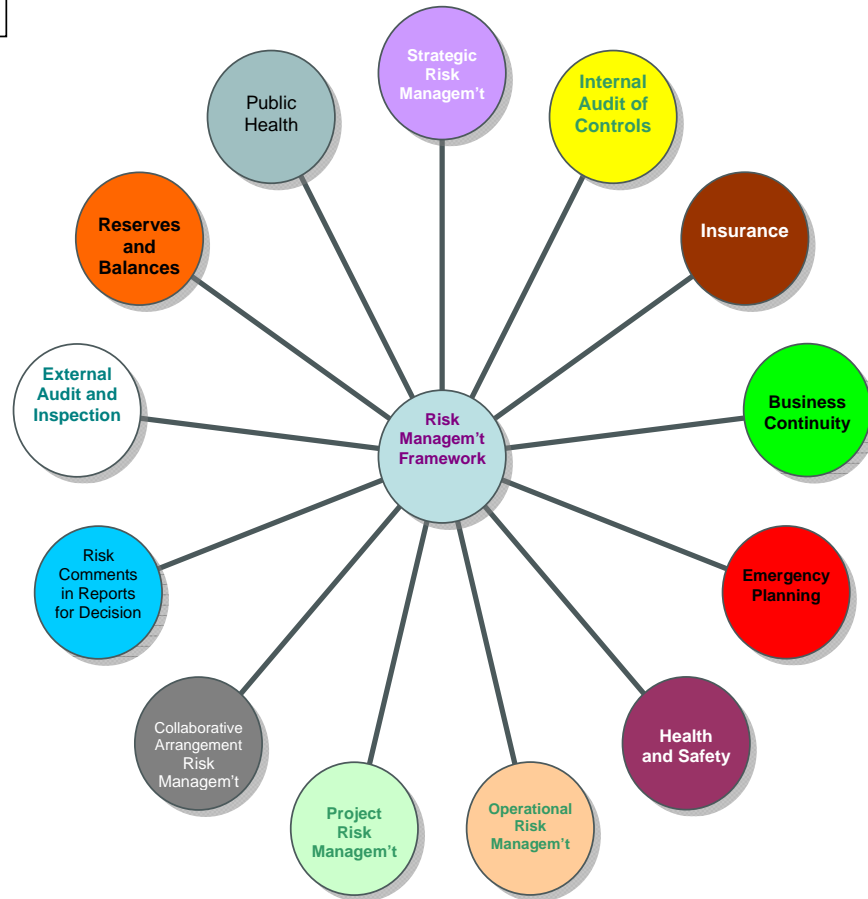 Strategic
Risk
Managem't
Public
Health
Internal
Audit of
Controls
Reserves
and
Balances
Insurance
External
Audit and
Inspection
Risk
Managem't
Framework
Business
Continuity
Risk
Comments
in Reports
for Decision
Emergency
Planning
Collaborative
Arrangement
Risk
Managem't
Health
and Safety
Project
Risk
Managem't
Operational
Risk
Managem't